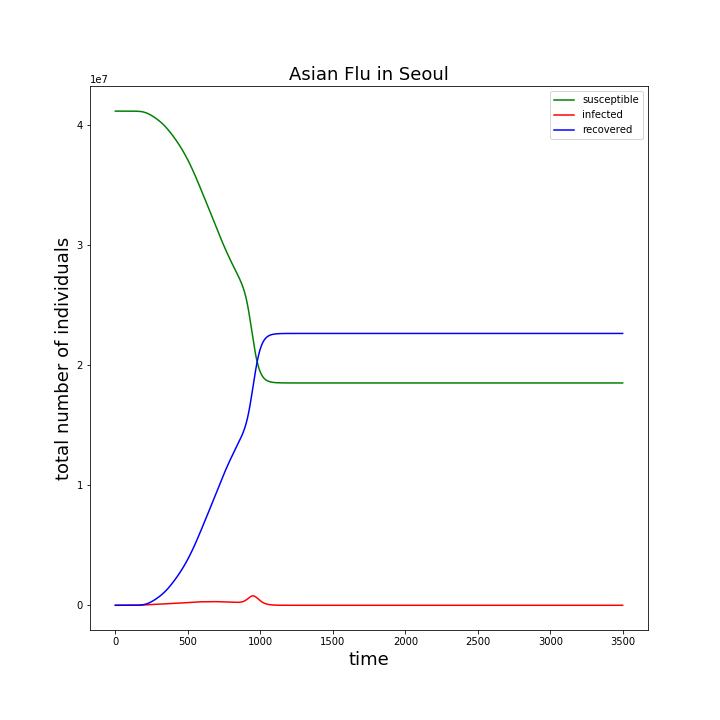 Asian Flu in Seoul
1e7
susceptible
infected
recovered
4
3
2
1
0
total number of individuals
0 500 1000 1500 2000 2500 3000 3500
time